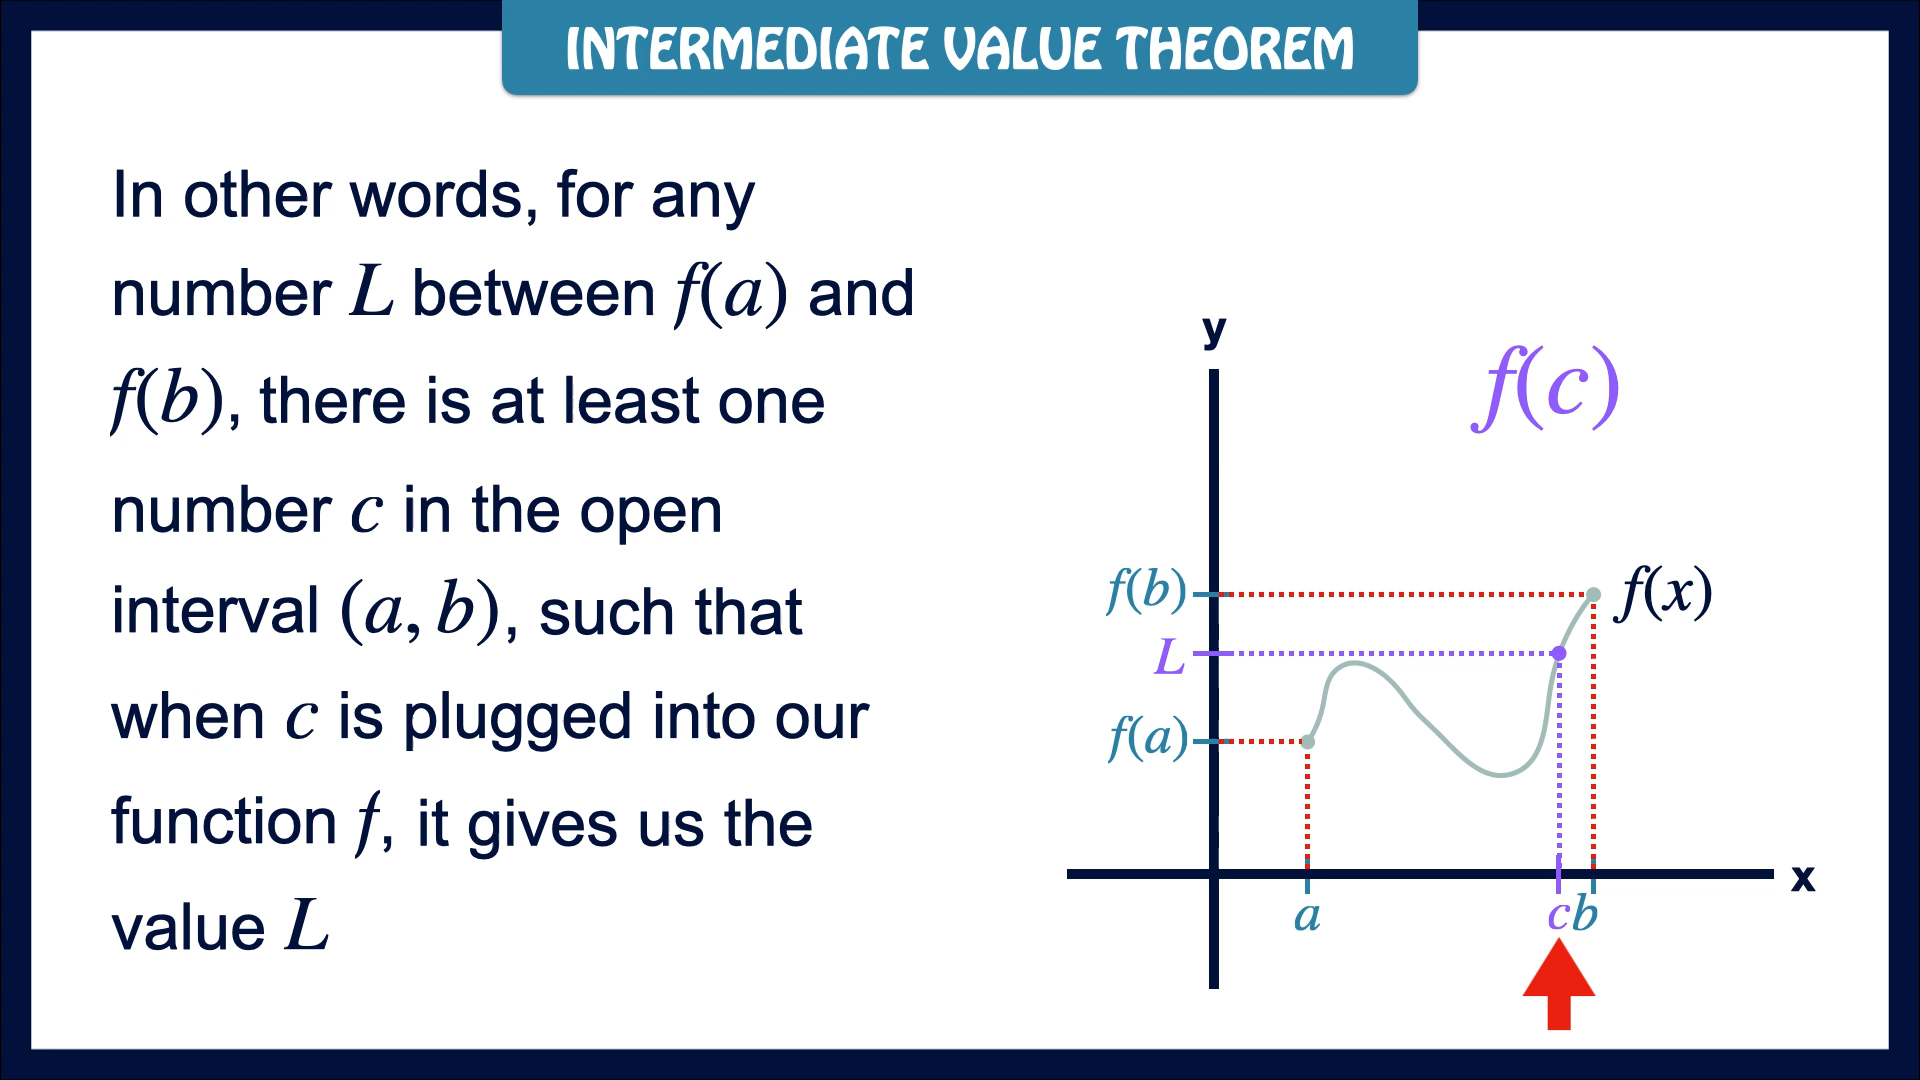 INTERMEDIATE VALUE THEOREM
In other words, for any
number L between f(a) and
f(b), there is at least one
number c in the open
interval (a, b), such that
when c is plugged into our
function f, it gives us the
value L
y
f(c)
f(b)
f(x)
L
f(a)
x
a
c b